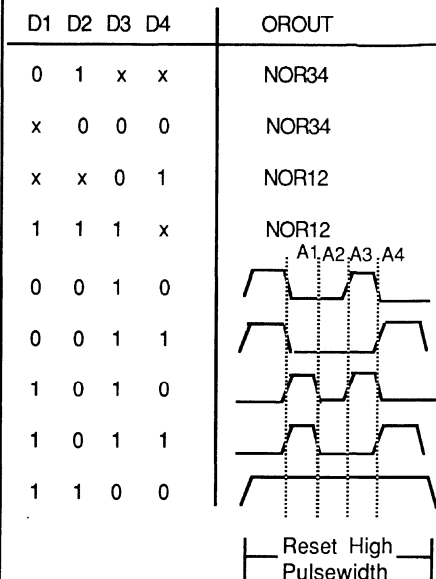 D1 D2 D3 D4 OROUT
0 1 x x NOR34
x 0 0 0 NOR34
x x 0 1 NOR12
1 1 1 x NOR12
A1 A2 A3 A4
0 0 1 0
0 0 1 1
1 0 1 0
1 0 1 1
1 1 0 0
Reset High
Pulsewidth